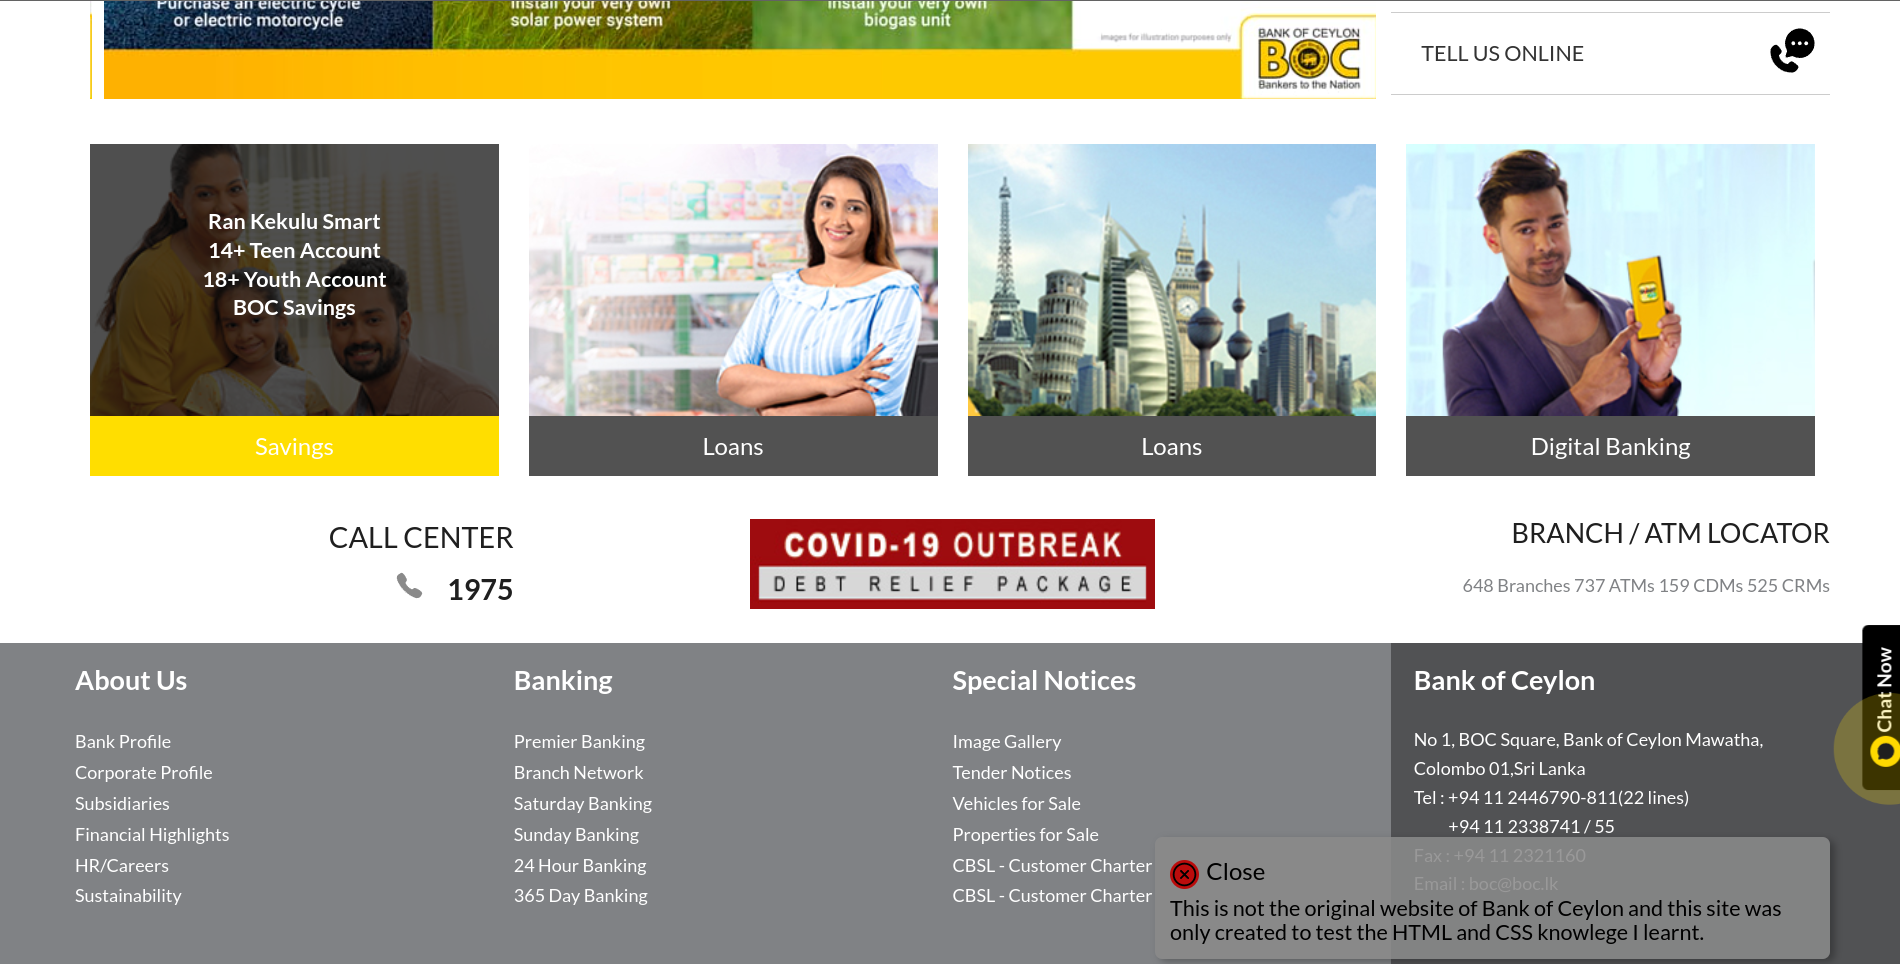 Purchase an electric cycle
or electric motorcycle
Install your very own
solar power system
Install your very own
biogas unit
images for illustration purposes only
BANK OF CEYLON
BOC
Bankers to the Nation
TELL US ONLINE
Ran Kekulu Smart
14+ Teen Account
18+ Youth Account
BOC Savings
Savings
Loans
Loans
Digital Banking
CALL CENTER
1975
COVID-19 OUTBREAK
DEBT RELIEF PACKAGE
BRANCH / ATM LOCATOR
648 Branches 737 ATMs 159 CDMs 525 CRMs
Chat Now
About Us
Bank Profile
Corporate Profile
Subsidiaries
Financial Highlights
HR/Careers
Sustainability
Banking
Premier Banking
Branch Network
Saturday Banking
Sunday Banking
24 Hour Banking
365 Day Banking
Special Notices
Image Gallery
Tender Notices
Vehicles for Sale
Properties for Sale
CBSL - Customer Charter
CBSL - Customer Charter
Bank of Ceylon
No 1, BOC Square, Bank of Ceylon Mawatha,
Colombo 01,Sri Lanka
Tel : +94 11 2446790-811(22 lines)
+94 11 2338741 / 55
Fax : +94 11 2321160
Email : boc@boc.lk
Close
This is not the original website of Bank of Ceylon and this site was
only created to test the HTML and CSS knowlege I learnt.